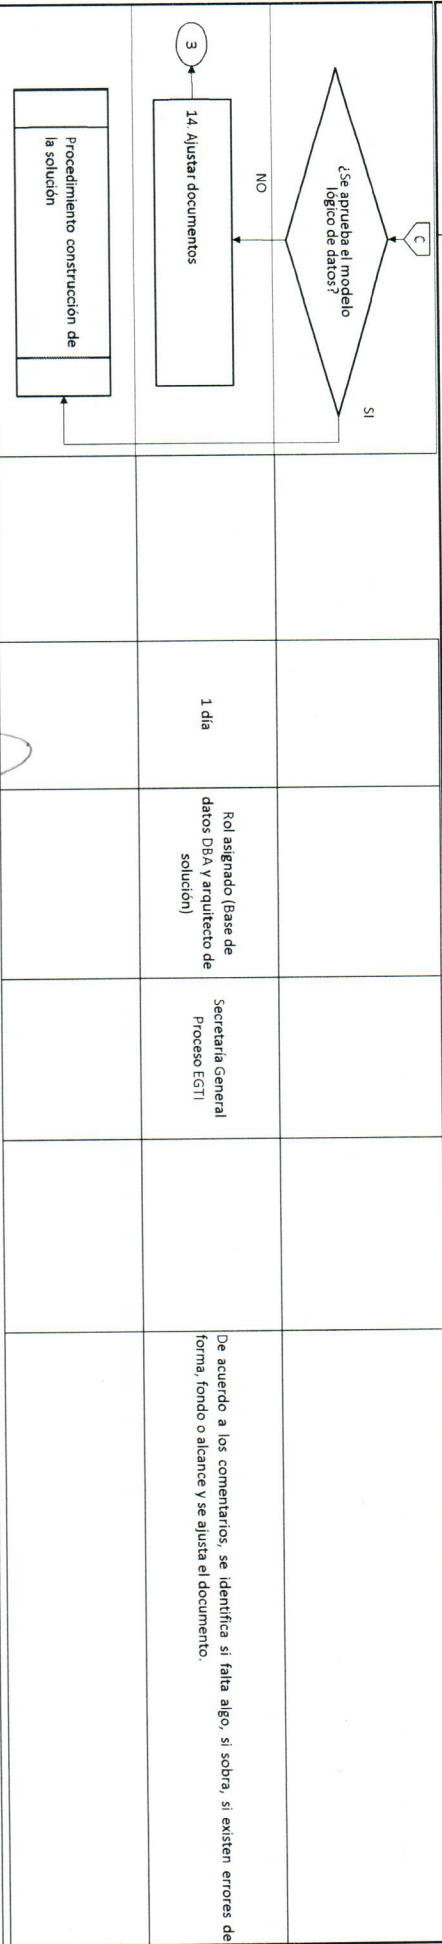 C
¿Se aprueba el modelo
lógico de datos?
SI
NO
3
14. Ajustar documentos
1 día
Rol asignado (Base de
datos DBA y arquitecto de
solución)
Secretaría General
Proceso EGTI
De acuerdo a los comentarios, se identifica si falta algo, si sobra, si existen errores de
forma, fondo o alcance y se ajusta el documento.
Procedimiento construcción de
la solución